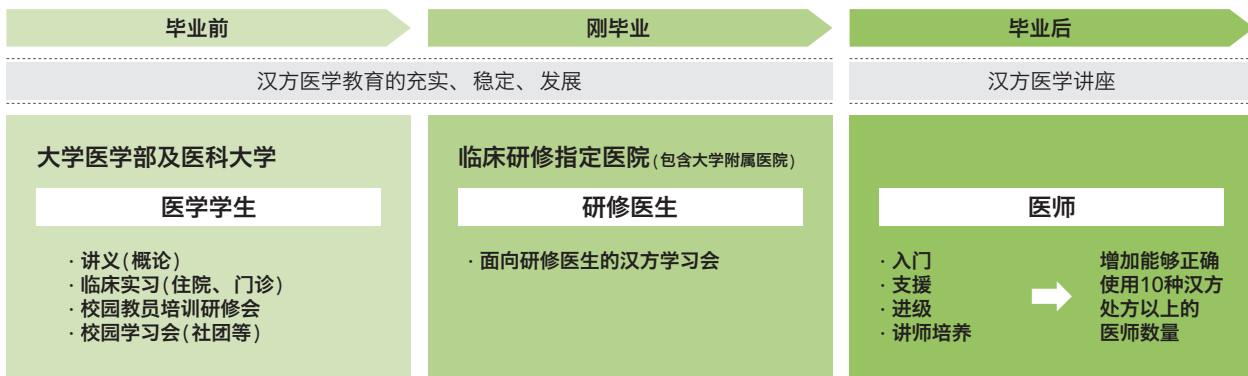 毕业前
刚毕业
毕业后
汉方医学教育的充实、稳定、发展
汉方医学讲座
大学医学部及医科大学
医学学生
· 讲义(概论)
· 临床实习(住院、门诊)
· 校园教员培训研修会
· 校园学习会(社团等)
临床研修指定医院(包含大学附属医院)
研修医生
· 面向研修医生的汉方学习会
医师
· 入门
· 支援
· 进级
· 讲师培养
增加能够正确
使用10种汉方
处方以上的
医师数量